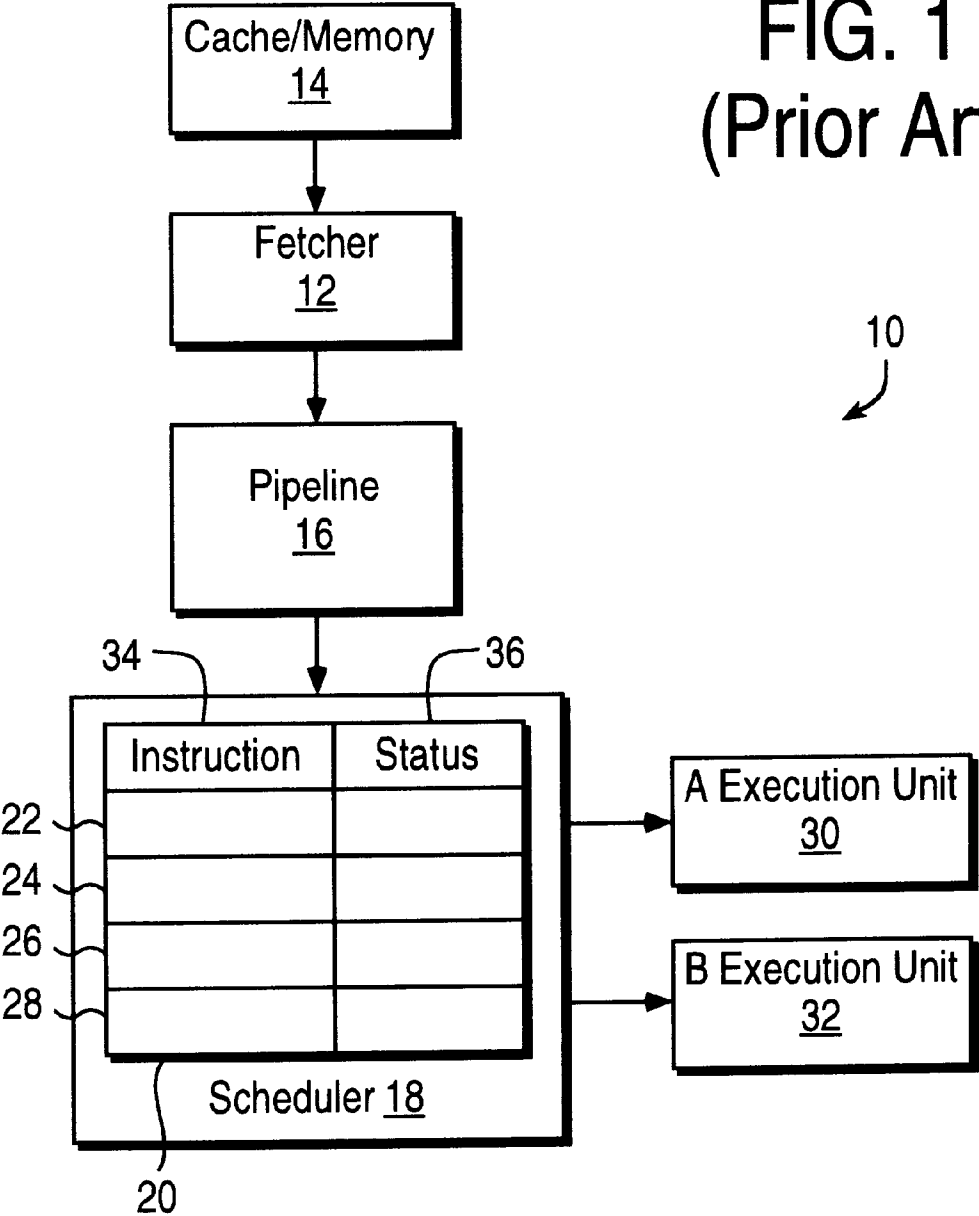 FIG. 1
(Prior Ar
Cache/Memory
14
Fetcher
12
10
Pipeline
16
34
36
Instruction Status
22
24
26
28
A Execution Unit
30
B Execution Unit
32
Scheduler 18
20